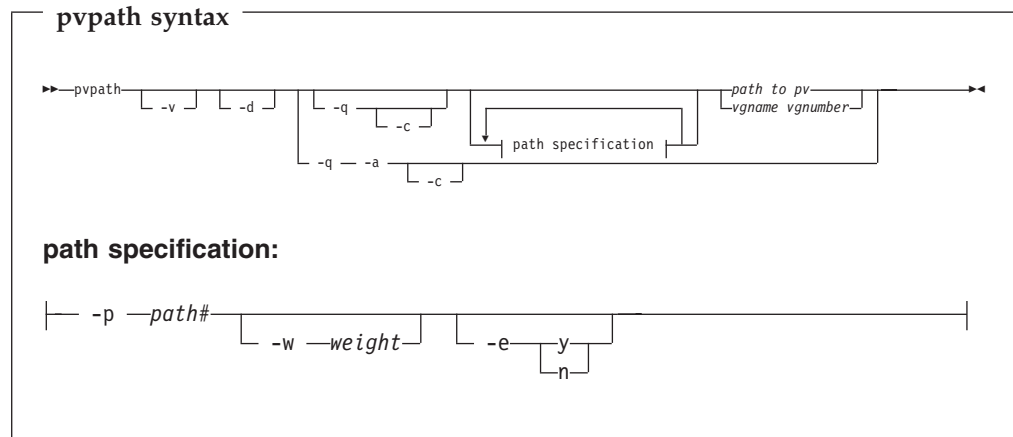 pvpath syntax
pvpath -v -d -q -c path specification path to pv
vgname vgnumber
-q -a -c
path specification:
-p path# -w weight -e y
n